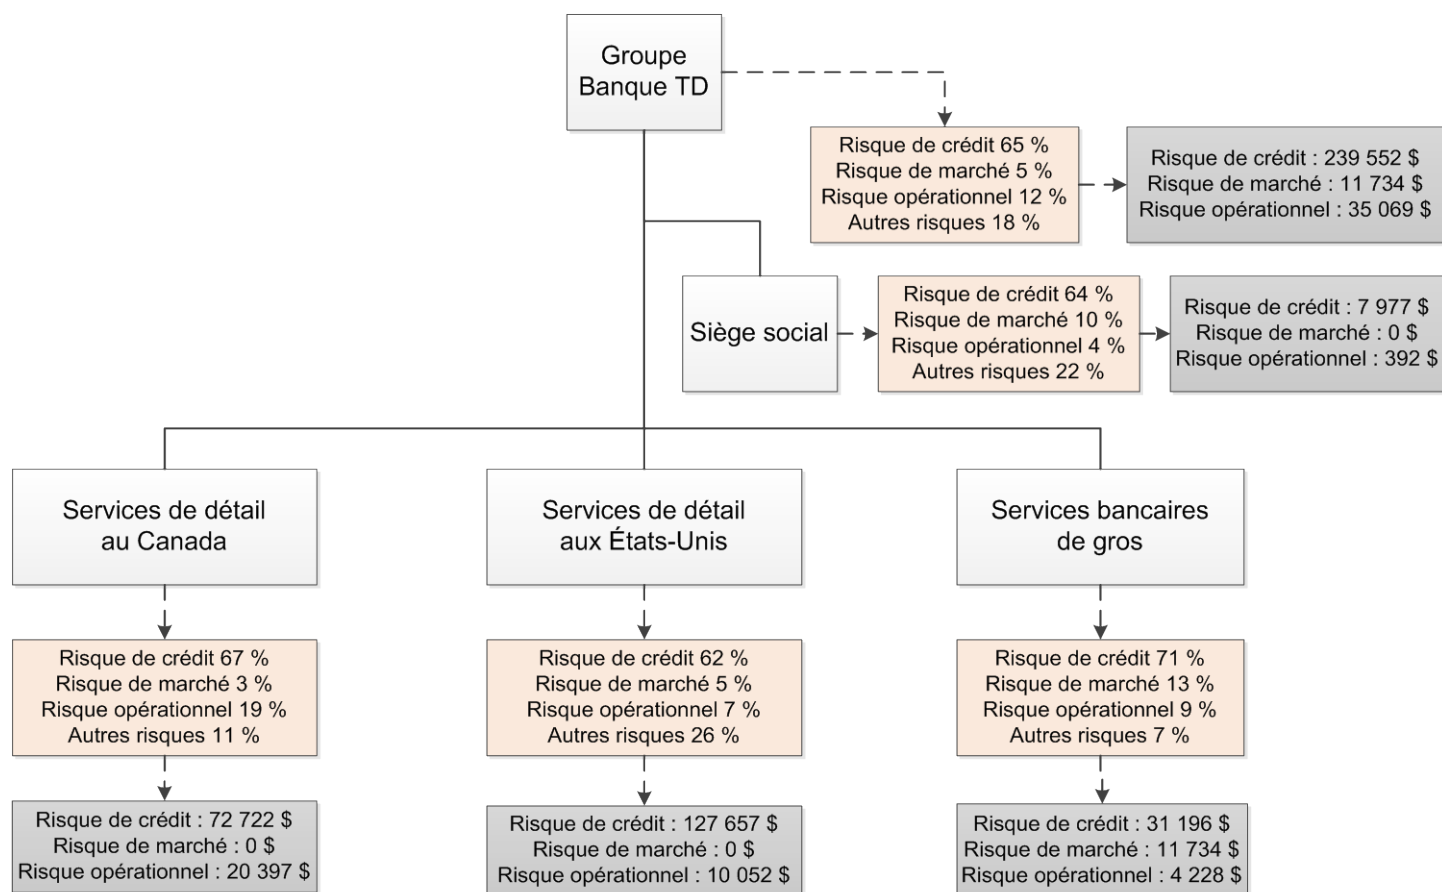 Groupe
Banque TD
Risque de crédit 65 %
Risque de marché 5 %
Risque opérationnel 12 %
Autres risques 18 %
Risque de crédit : 239 552 $
Risque de marché : 11 734 $
Risque opérationnel : 35 069 $
Siège social
Risque de crédit 64 %
Risque de marché 10 %
Risque opérationnel 4 %
Autres risques 22 %
Risque de crédit : 7 977 $
Risque de marché : 0 $
Risque opérationnel : 392 $
Services de détail
au Canada
Services de détail
aux États-Unis
Services bancaires
de gros
Risque de crédit 67 %
Risque de marché 3 %
Risque opérationnel 19 %
Autres risques 11 %
Risque de crédit 62 %
Risque de marché 5 %
Risque opérationnel 7 %
Autres risques 26 %
Risque de crédit 71 %
Risque de marché 13 %
Risque opérationnel 9 %
Autres risques 7 %
Risque de crédit : 72 722 $
Risque de marché : 0 $
Risque opérationnel : 20 397 $
Risque de crédit : 127 657 $
Risque de marché : 0 $
Risque opérationnel : 10 052 $
Risque de crédit : 31 196 $
Risque de marché : 11 734 $
Risque opérationnel : 4 228 $